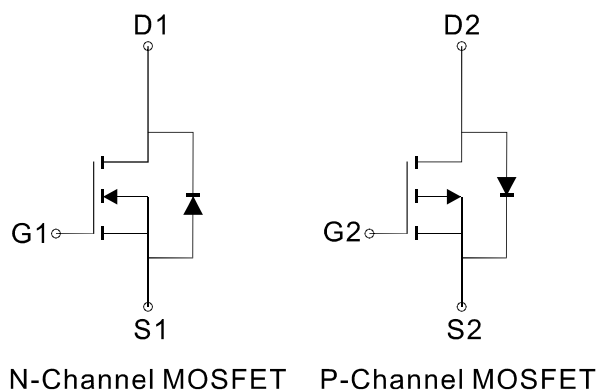 D1 D2
G1 G2
S1 S2
N-Channel MOSFET P-Channel MOSFET